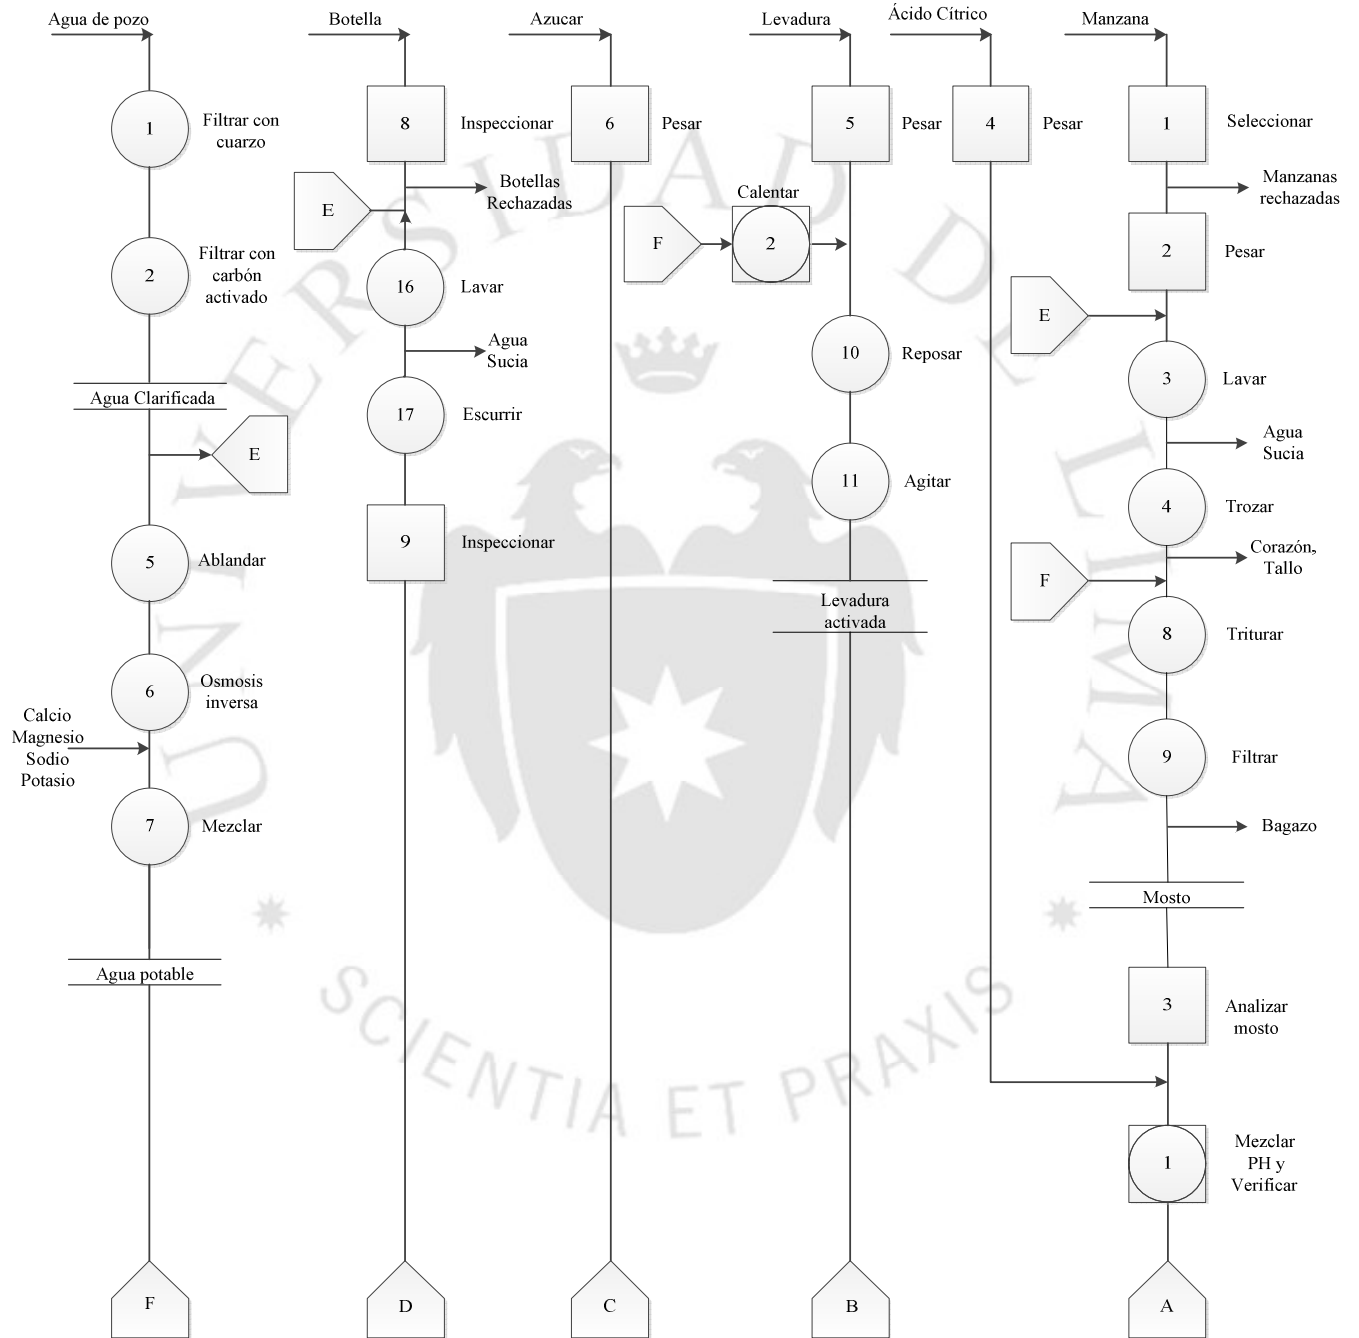 Agua de pozo
Botella
Azucar
Levadura
Ácido Cítrico
Manzana
1
Filtrar con
cuarzo
2
Filtrar con
carbón
activado
Agua Clarificada
E
5
Ablandar
6
Osmosis
inversa
Calcio
Magnesio
Sodio
Potasio
7
Mezclar
Agua potable
F
8
Inspeccionar
Botellas
Rechazadas
E
16
Lavar
Agua
Sucia
17
Escurrir
9
Inspeccionar
D
6
Pesar
C
5
Pesar
Calentar
F
2
10
Reposar
11
Agitar
Levadura
activada
B
4
Pesar
1
Seleccionar
Manzanas
rechazadas
2
Pesar
E
3
Lavar
Agua
Sucia
4
Trozar
Corazón,
Tallo
F
8
Triturar
9
Filtrar
Bagazo
Mosto
3
Analizar
mosto
1
Mezclar
PH y
Verificar
A
UNIVERSIDAD DE LIMA
SCIENTIA ET PRAXIS